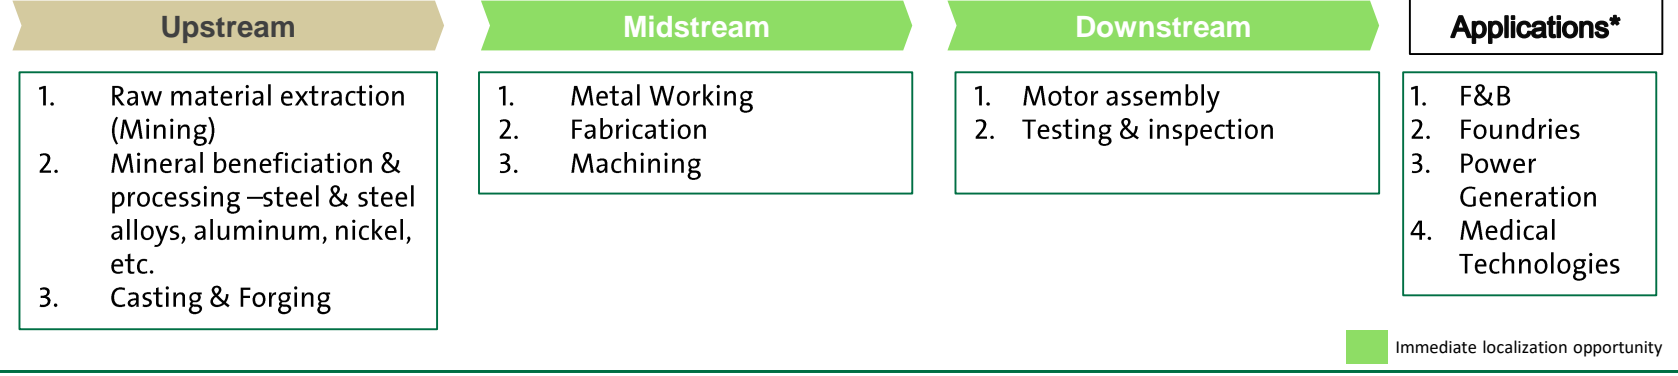 Upstream
1. Raw material extraction
(Mining)
2. Mineral beneficiation &
processing –steel & steel
alloys, aluminum, nickel,
etc.
3. Casting & Forging
Midstream
1. Metal Working
2. Fabrication
3. Machining
Downstream
1. Motor assembly
2. Testing & inspection
Applications*
1. F&B
2. Foundries
3. Power
Generation
4. Medical
Technologies
Immediate localization opportunity